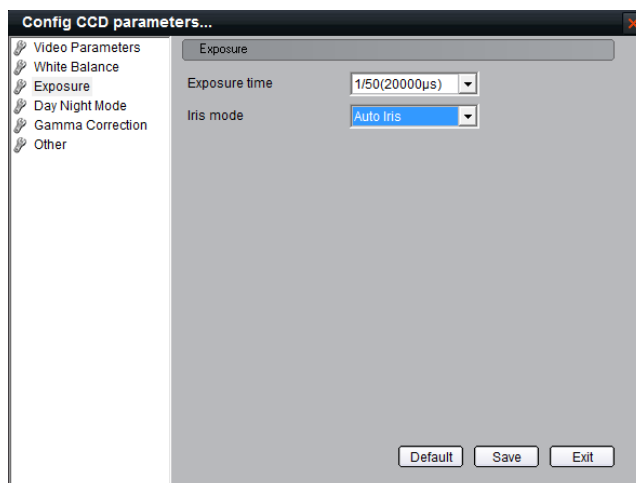 Config CCD parameters...
Video Parameters
White Balance
Exposure
Day Night Mode
Gamma Correction
Other
Exposure
Exposure time 1/50(20000μs)
Iris mode Auto Iris
Default Save Exit